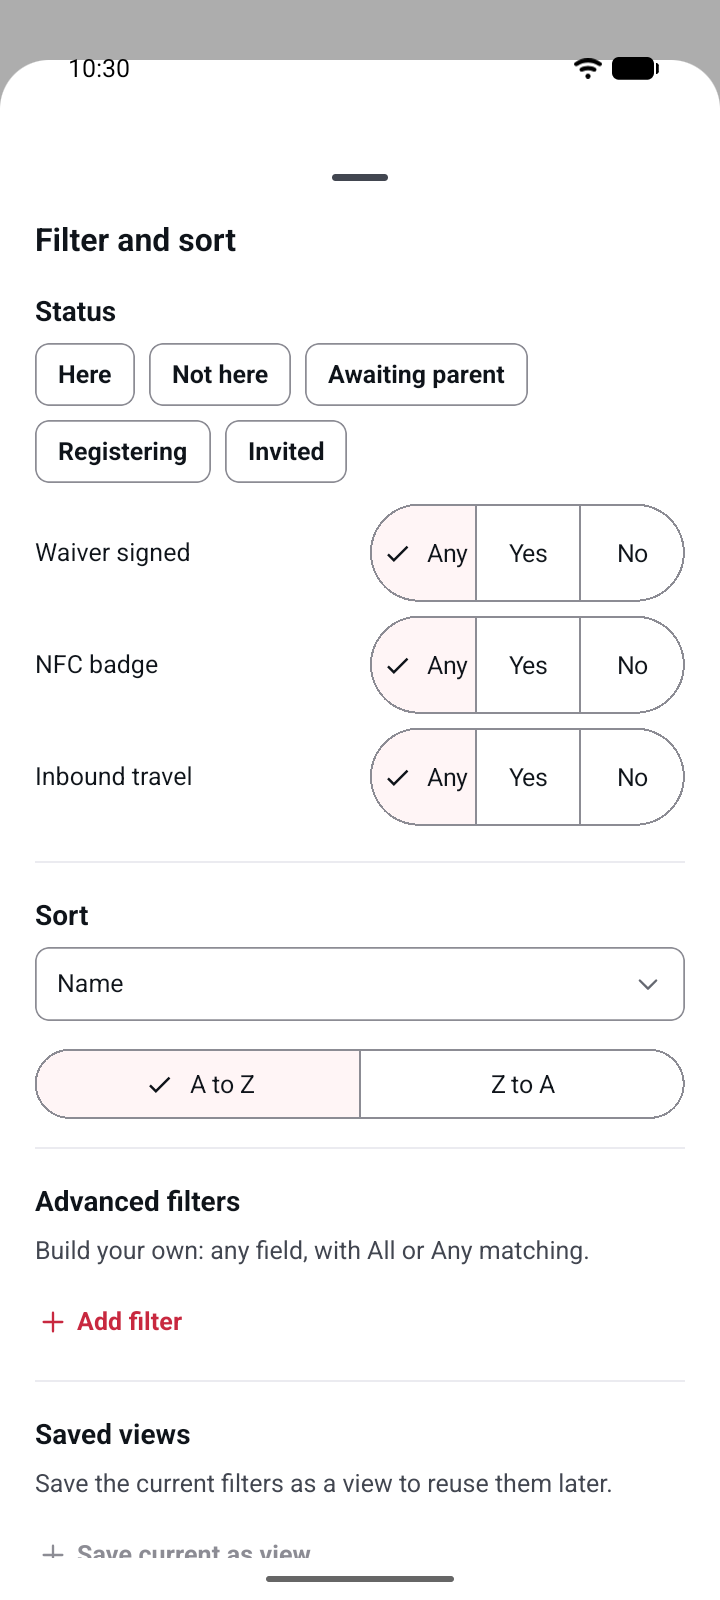 10:30
Filter and sort
Status
Here Not here Awaiting parent
Registering Invited
Waiver signed Any Yes No
NFC badge Any Yes No
Inbound travel Any Yes No
Sort
Name
A to Z Z to A
Advanced filters
Build your own: any field, with All or Any matching.
Add filter
Saved views
Save the current filters as a view to reuse them later.
Save current as view